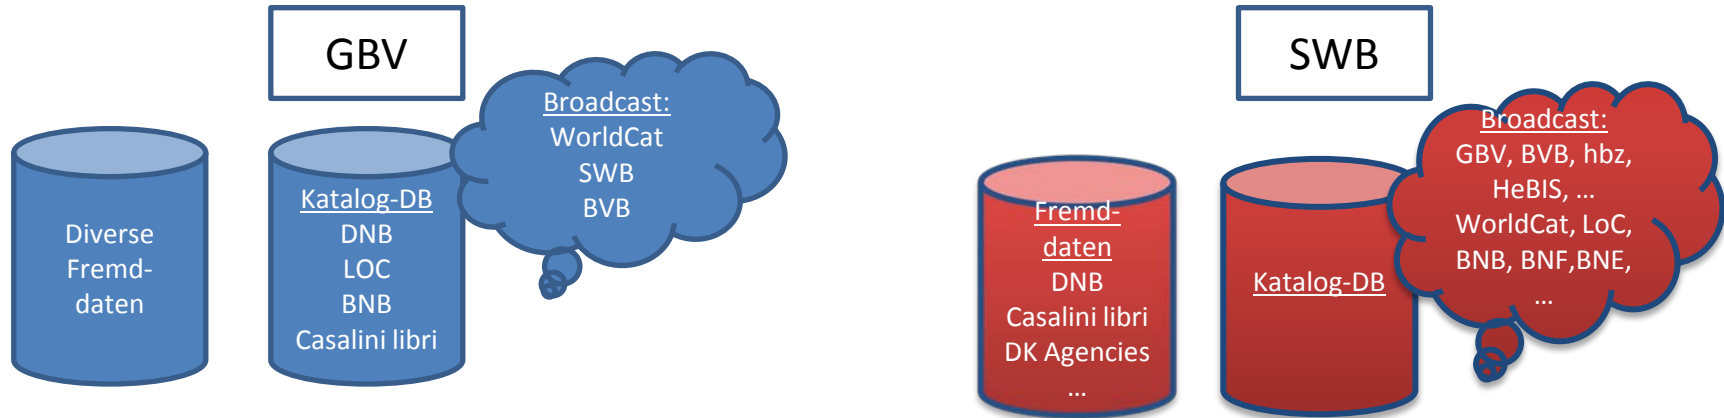 GBV
Diverse
Fremd-
daten
Katalog-DB
DNB
LOC
BNB
Casalini libri
Broadcast:
WorldCat
SWB
BVB
SWB
Fremd-
daten
DNB
Casalini libri
DK Agencies
...
Katalog-DB
Broadcast:
GBV, BVB, hbz,
HeBIS, ...
WorldCat, LoC,
BNB, BNF,BNE,
...